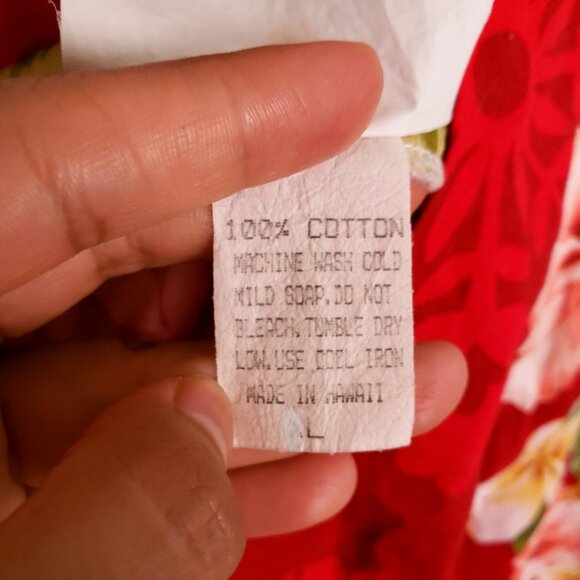 100% COTTON
MACHINE WASH COLD
MILD SOAP. DO NOT
BLEACH. TUMBLE DRY
LOW. USE COOL IRON
MADE IN HAWAII